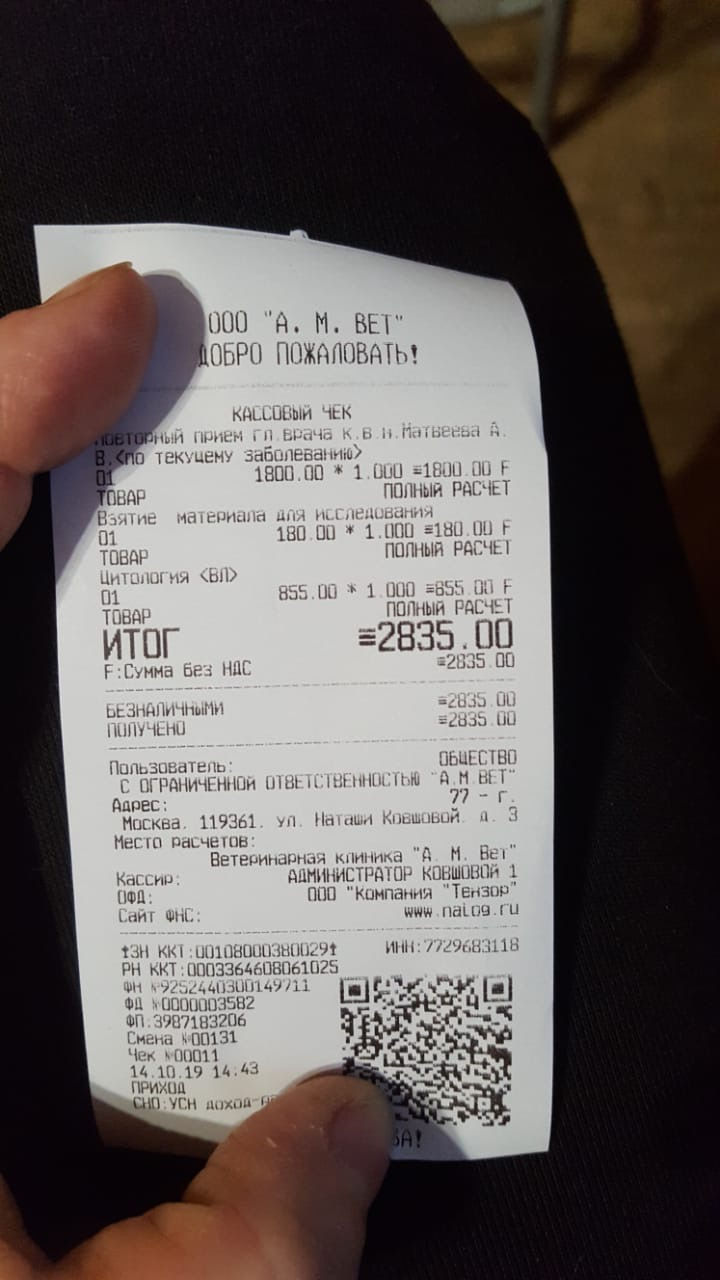 ООО "А. М. ВЕТ"
ДОБРО ПОЖАЛОВАТЬ!
КАССОВЫЙ ЧЕК
повторный прием гл.врача к.в.н.Матвеева А.
В.<по текущему заболеванию>
01 1800.00 * 1.000 ≡1800.00 F
ТОВАР ПОЛНЫЙ РАСЧЕТ
Взятие материала для исследования
01 180.00 * 1.000 ≡180.00 F
ТОВАР ПОЛНЫЙ РАСЧЕТ
Цитология <ВЛ>
01 855.00 * 1.000 ≡855.00 F
ТОВАР ПОЛНЫЙ РАСЧЕТ
ИТОГ ≡2835.00
F:Сумма без НДС ≡2835.00
БЕЗНАЛИЧНЫМИ ≡2835.00
ПОЛУЧЕНО ≡2835.00
Пользователь: ОБЩЕСТВО
С ОГРАНИЧЕННОЙ ОТВЕТСТВЕННОСТЬЮ "А.М.ВЕТ"
Адрес: 77 - г.
Москва, 119361, ул. Наташи Ковшовой, д. 3
Место расчетов:
Ветеринарная клиника "А. М. Вет"
Кассир: АДМИНИСТРАТОР КОВШОВОЙ 1
ОФД: ООО "Компания "Тензор"
Сайт ФНС: www.nalog.ru
ЗН ККТ:00108000380029 ИНН:7729683118
РН ККТ:0003364608061025
ФН №9252440300149711
ФД №0000003582
ФП:3987183206
Смена №00131
Чек №00011
14.10.19 14:43
ПРИХОД
СНО:УСН доход